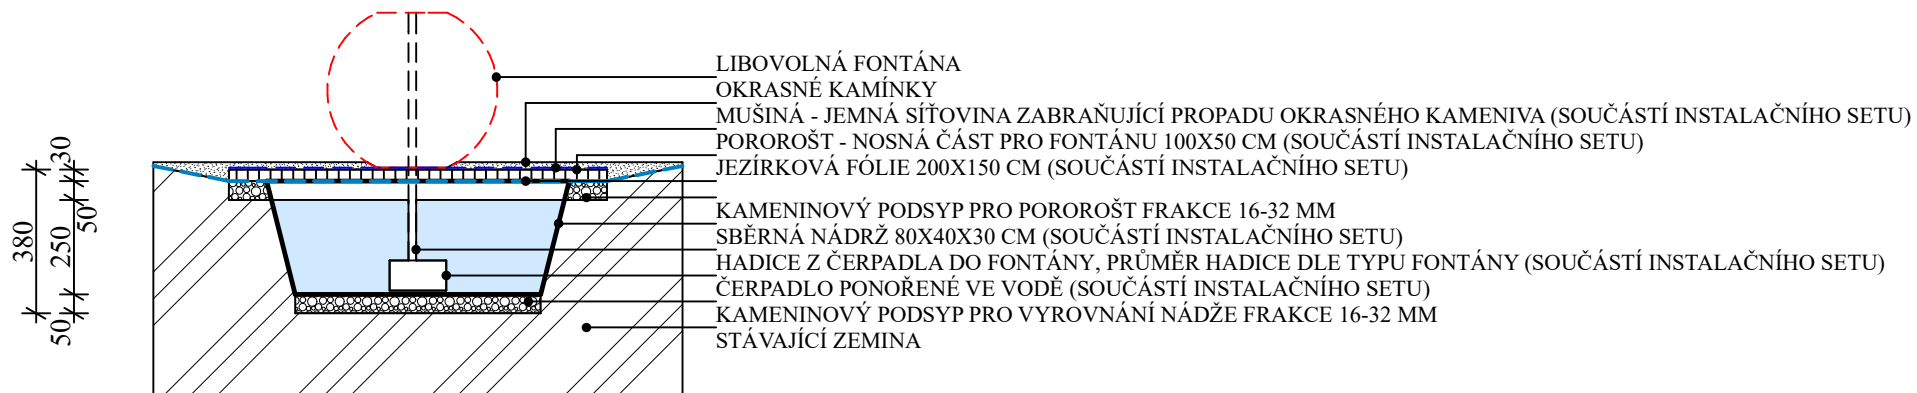 LIBOVOLNÁ FONTÁNA
OKRASNÉ KAMÍNKY
MUŠINÁ - JEMNÁ SÍŤOVINA ZABRAŇUJÍCÍ PROPADU OKRASNÉHO KAMENIVA (SOUČÁSTÍ INSTALAČNÍHO SETU)
POROROŠT - NOSNÁ ČÁST PRO FONTÁNU 100X50 CM (SOUČÁSTÍ INSTALAČNÍHO SETU)
JEZÍRKOVÁ FÓLIE 200X150 CM (SOUČÁSTÍ INSTALAČNÍHO SETU)
KAMENINOVÝ PODSYP PRO POROROŠT FRAKCE 16-32 MM
SBĚRNÁ NÁDRŽ 80X40X30 CM (SOUČÁSTÍ INSTALAČNÍHO SETU)
HADICE Z ČERPADLA DO FONTÁNY, PRŮMĚR HADICE DLE TYPU FONTÁNY (SOUČÁSTÍ INSTALAČNÍHO SETU)
ČERPADLO PONOŘENÉ VE VODĚ (SOUČÁSTÍ INSTALAČNÍHO SETU)
KAMENINOVÝ PODSYP PRO VYROVNÁNÍ NÁDŽE FRAKCE 16-32 MM
STÁVAJÍCÍ ZEMINA
380
30
50
250
50